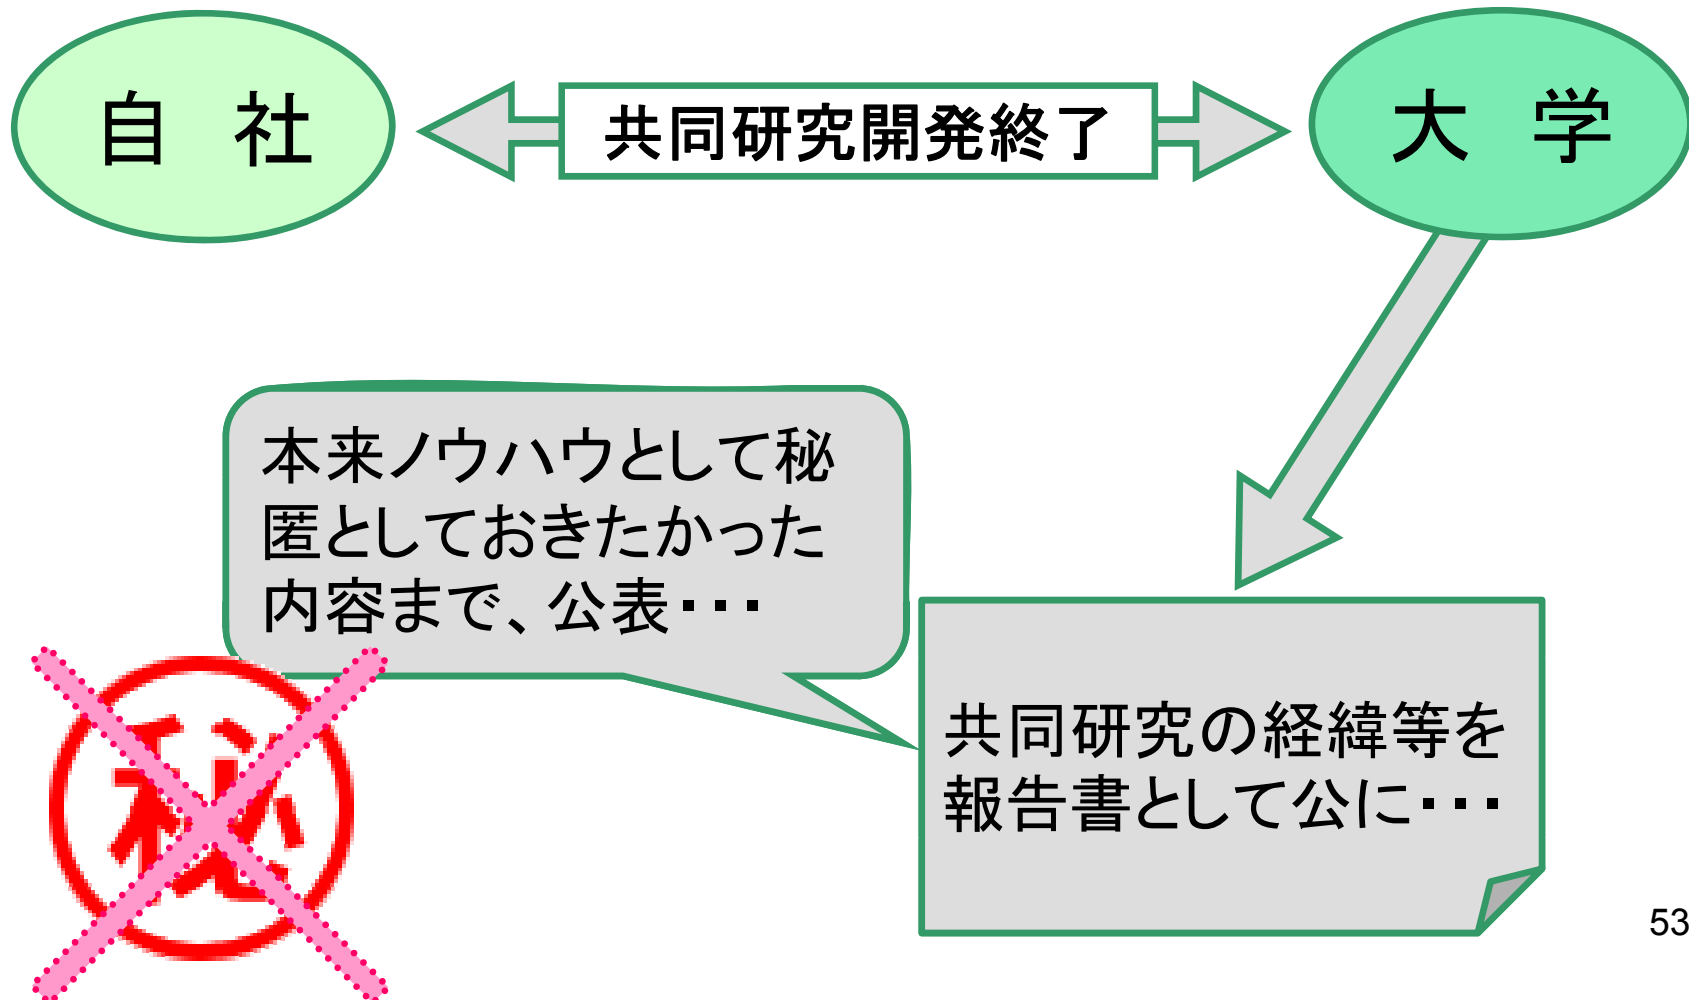 自　社
共同研究開発終了
大　学
本来ノウハウとして秘
匿としておきたかった
内容まで、公表・・・
秘
共同研究の経緯等を
報告書として公に・・・
53